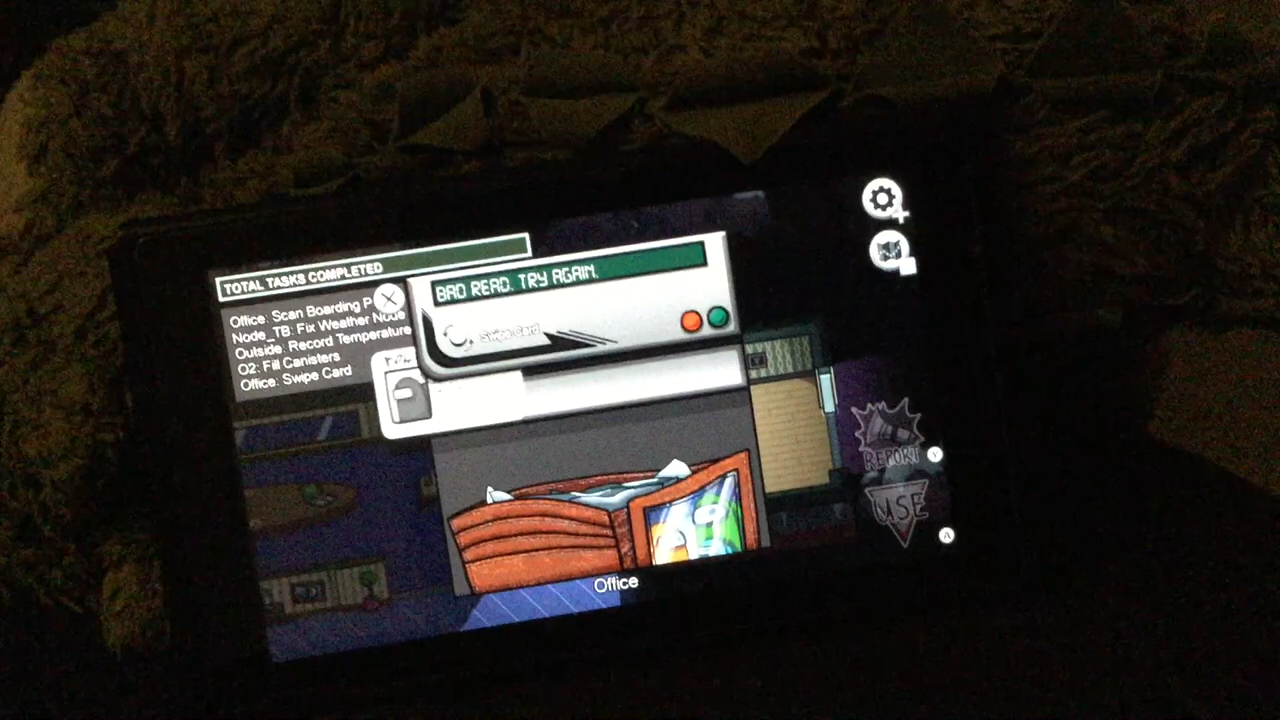 TOTAL TASKS COMPLETED
Office: Scan Boarding P
Node_TB: Fix Weather Node
Outside: Record Temperature
O2: Fill Canisters
Office: Swipe Card
BAD READ. TRY AGAIN.
Swipe Card
REPORT
Y
USE
A
Office